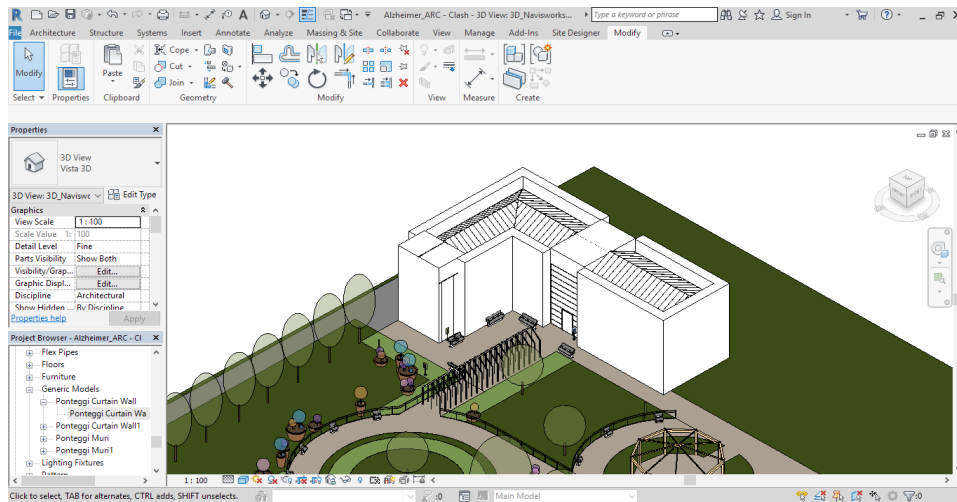 Alzheimer_ARC - Clash - 3D View: 3D_Navisworks...
Type a keyword or phrase
Sign In
File Architecture Structure Systems Insert Annotate Analyze Massing & Site Collaborate View Manage Add-Ins Site Designer Modify
Modify
Paste
Cope
Cut
Join
Select Properties Clipboard Geometry Modify View Measure Create
Properties
3D View
Vista 3D
3D View: 3D_Naviswc Edit Type
Graphics
View Scale 1 : 100
Scale Value 1: 100
Detail Level Fine
Parts Visibility Show Both
Visibility/Grap... Edit...
Graphic Displ... Edit...
Discipline Architectural
Show Hidden ... By Discipline
Properties help Apply
Project Browser - Alzheimer_ARC - Cl
Flex Pipes
Floors
Furniture
Generic Models
Ponteggi Curtain Wall
Ponteggi Curtain Wa
Ponteggi Curtain Wall1
Ponteggi Muri
Ponteggi Muri1
Lighting Fixtures
Pattern
1 : 100
Click to select, TAB for alternates, CTRL adds, SHIFT unselects.
:0
Main Model
:0